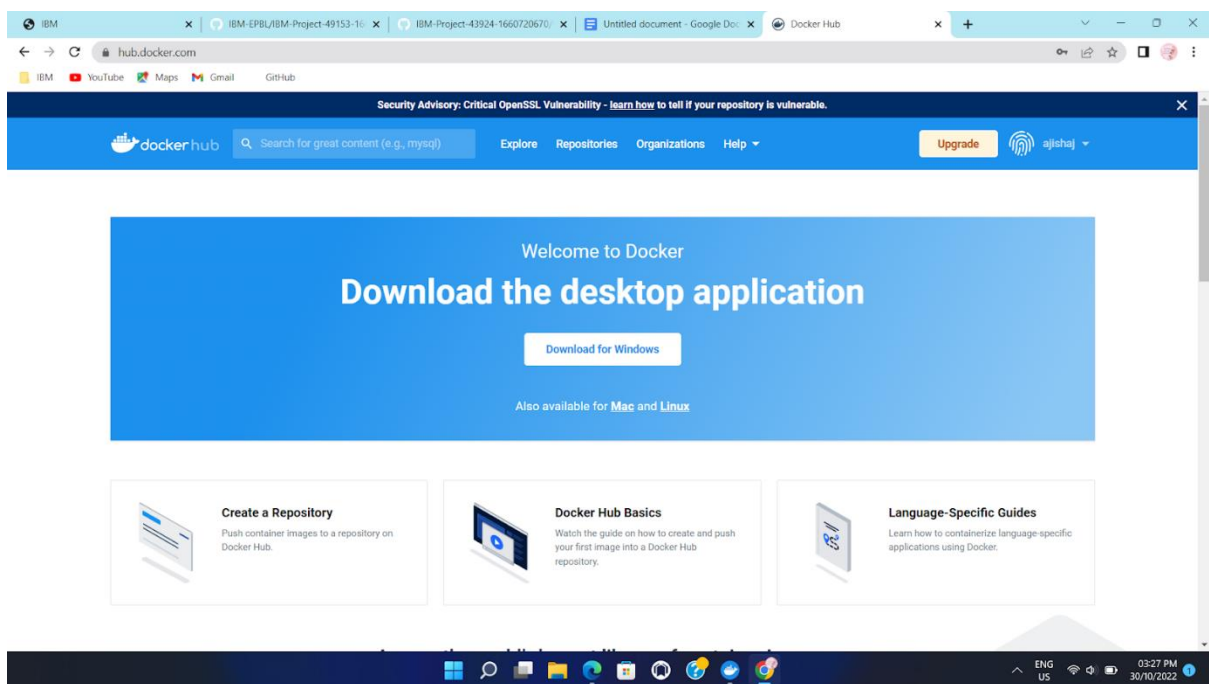 IBM
IBM-EPBL/IBM-Project-49153-16
IBM-Project-43924-1660720670/
Untitled document - Google Doc
Docker Hub
hub.docker.com
IBM YouTube Maps Gmail GitHub
Security Advisory: Critical OpenSSL Vulnerability - learn how to tell if your repository is vulnerable.
dockerhub Search for great content (e.g., mysql) Explore Repositories Organizations Help Upgrade ajishaj
Welcome to Docker
Download the desktop application
Download for Windows
Also available for Mac and Linux
Create a Repository
Push container images to a repository on
Docker Hub.
Docker Hub Basics
Watch the guide on how to create and push
your first image into a Docker Hub
repository.
Language-Specific Guides
Learn how to containerize language-specific
applications using Docker.
ENG
US
03:27 PM
30/10/2022
1